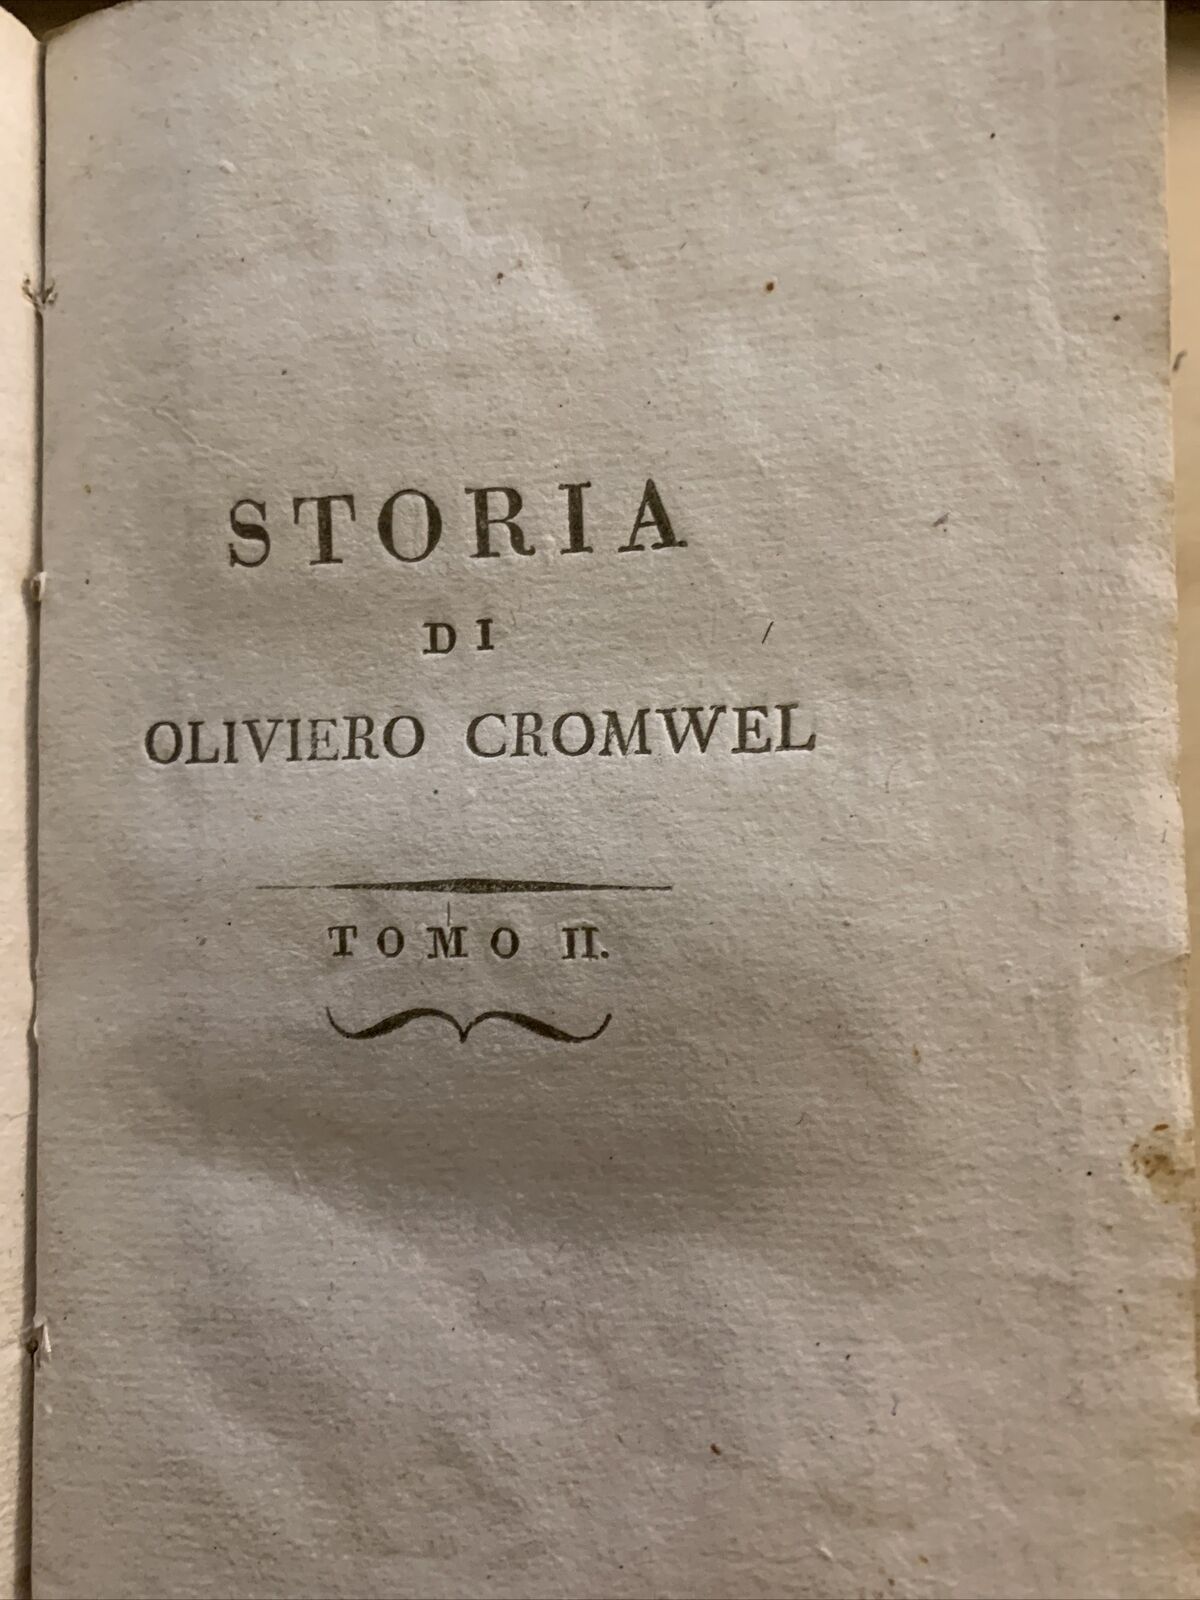 STORIA
DI
OLIVIERO CROMWEL
TOMO II.